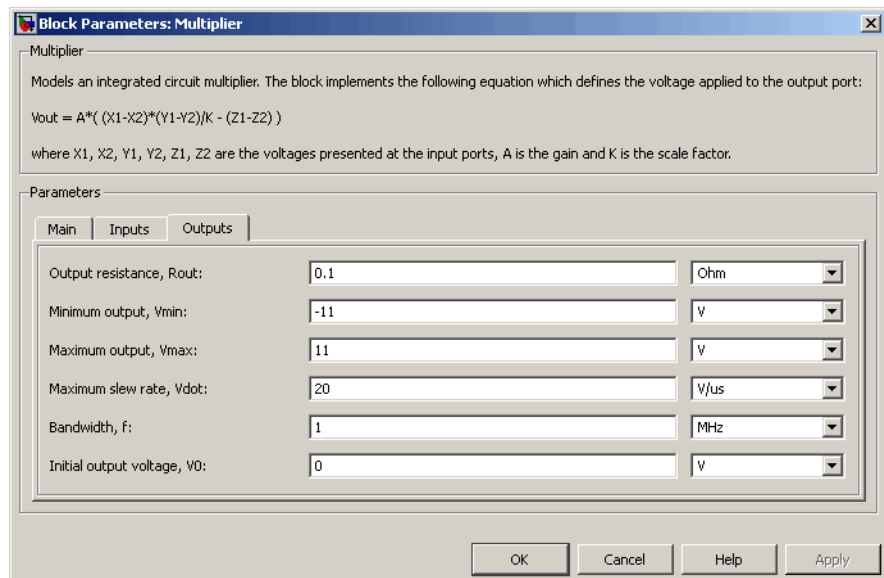 Block Parameters: Multiplier
Multiplier
Models an integrated circuit multiplier. The block implements the following equation which defines the voltage applied to the output port:
Vout = A*( (X1-X2)*(Y1-Y2)/K - (Z1-Z2) )
where X1, X2, Y1, Y2, Z1, Z2 are the voltages presented at the input ports, A is the gain and K is the scale factor.
Parameters
Main Inputs Outputs
Output resistance, Rout: 0.1 Ohm
Minimum output, Vmin: -11 V
Maximum output, Vmax: 11 V
Maximum slew rate, Vdot: 20 V/us
Bandwidth, f: 1 MHz
Initial output voltage, V0: 0 V
OK Cancel Help Apply